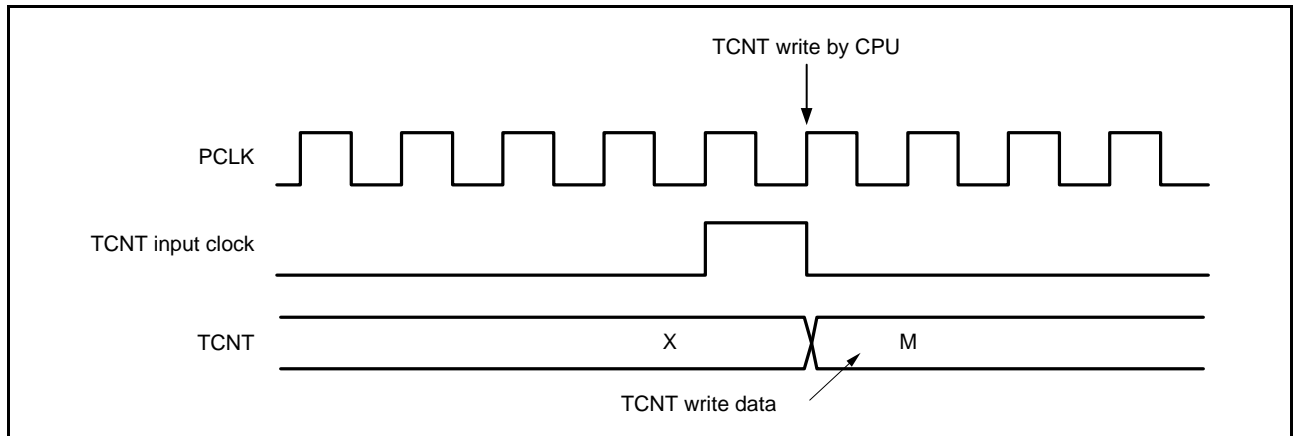 TCNT write by CPU
PCLK
TCNT input clock
TCNT
X
M
TCNT write data